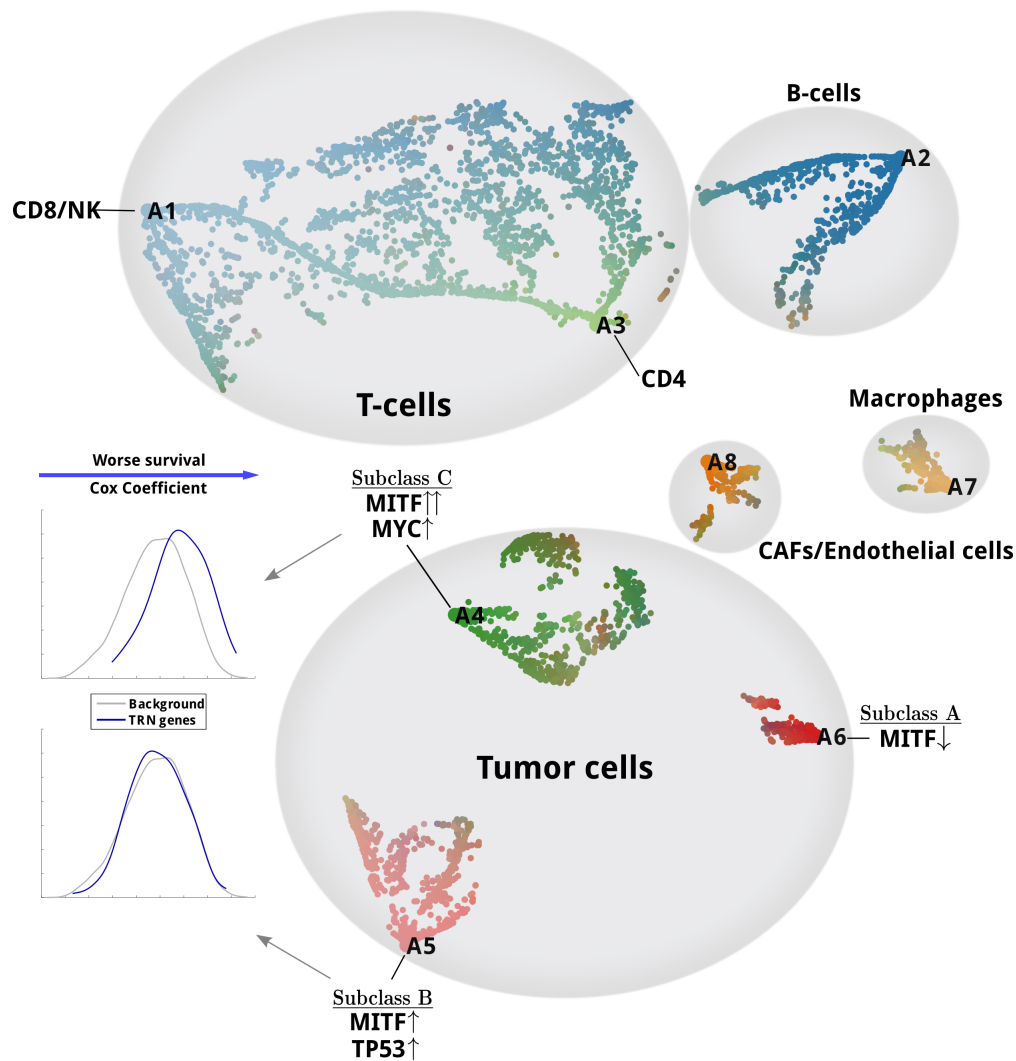 B-cells
A2
CD8/NK
A1
A3
CD4
T-cells
Macrophages
A8
A7
CAFs/Endothelial cells
Worse survival
Cox Coefficient
Subclass C
MITF↑↑
MYC↑
A4
Background
TRN genes
Subclass A
A6
MITF↓
Tumor cells
A5
Subclass B
MITF↑
TP53↑